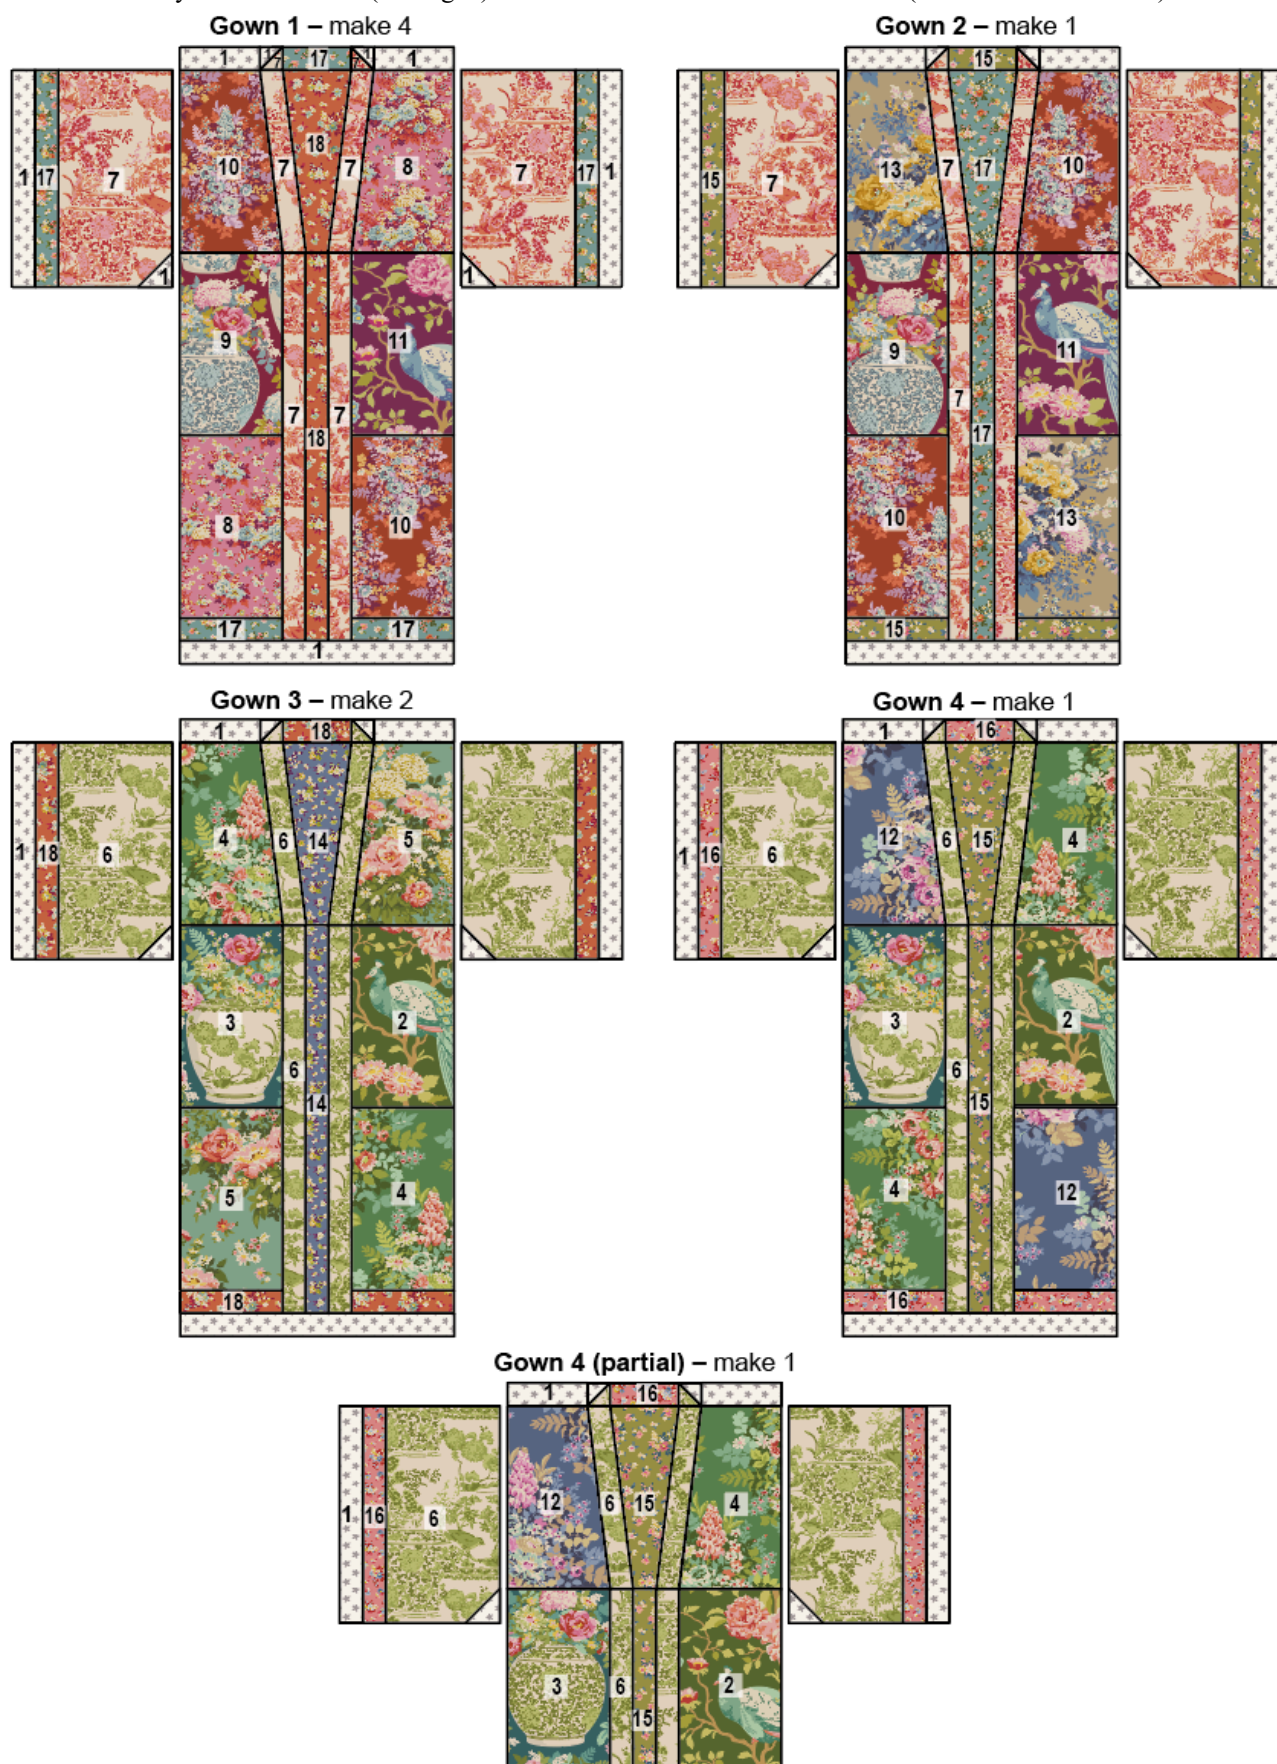 Gown 1 – make 4
Gown 2 – make 1
1 1 17 1 1
15
10 7 18 7 8
13 7 17 10
1 17 7 1
7 17 1 1
15 7
9 11
9 11
7 7
7
18
17
8 10
10 13
17 17
15
1
Gown 3 – make 2
Gown 4 – make 1
1 18
1 16
4 6 14 5
12 6 15 4
1 18 6
1 16 6
3 2
3 2
6
6
14
15
5 4
4 12
18
16
Gown 4 (partial) – make 1
1 16
12 6 15 4
1 16 6
3 6 2
15